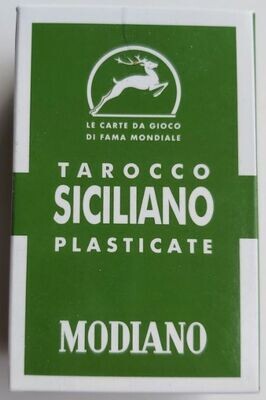 LE CARTE DA GIOCO
DI FAMA MONDIALE
TAROCCO
SICILIANO
PLASTICATE
MODIANO